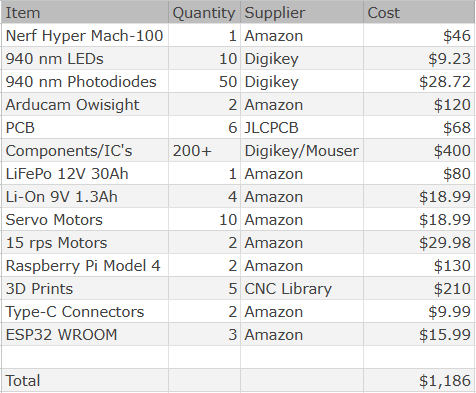 Item Quantity Supplier Cost
Nerf Hyper Mach-100 1 Amazon $46
940 nm LEDs 10 Digikey $9.23
940 nm Photodiodes 50 Digikey $28.72
Arducam Owisight 2 Amazon $120
PCB 6 JLCPCB $68
Components/IC's 200+ Digikey/Mouser $400
LiFePo 12V 30Ah 1 Amazon $80
Li-On 9V 1.3Ah 4 Amazon $18.99
Servo Motors 10 Amazon $18.99
15 rps Motors 2 Amazon $29.98
Raspberry Pi Model 4 2 Amazon $130
3D Prints 5 CNC Library $210
Type-C Connectors 2 Amazon $9.99
ESP32 WROOM 3 Amazon $15.99
Total $1,186